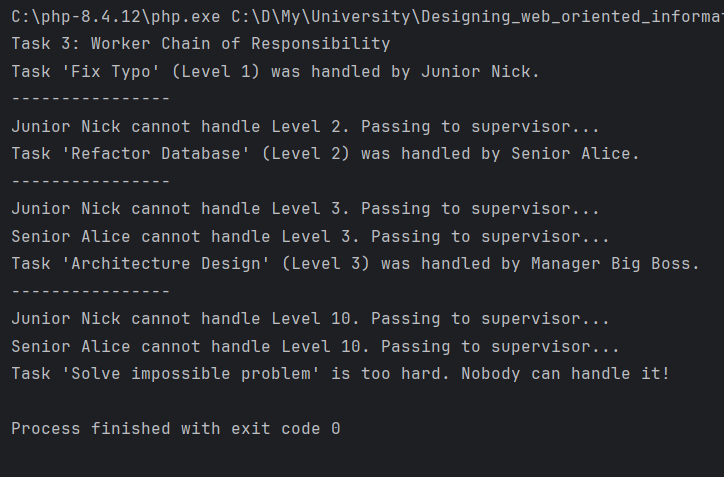 C:\php-8.4.12\php.exe C:\D\My\University\Designing_web_oriented_informat
Task 3: Worker Chain of Responsibility
Task 'Fix Typo' (Level 1) was handled by Junior Nick.
----------------
Junior Nick cannot handle Level 2. Passing to supervisor...
Task 'Refactor Database' (Level 2) was handled by Senior Alice.
----------------
Junior Nick cannot handle Level 3. Passing to supervisor...
Senior Alice cannot handle Level 3. Passing to supervisor...
Task 'Architecture Design' (Level 3) was handled by Manager Big Boss.
----------------
Junior Nick cannot handle Level 10. Passing to supervisor...
Senior Alice cannot handle Level 10. Passing to supervisor...
Task 'Solve impossible problem' is too hard. Nobody can handle it!
Process finished with exit code 0